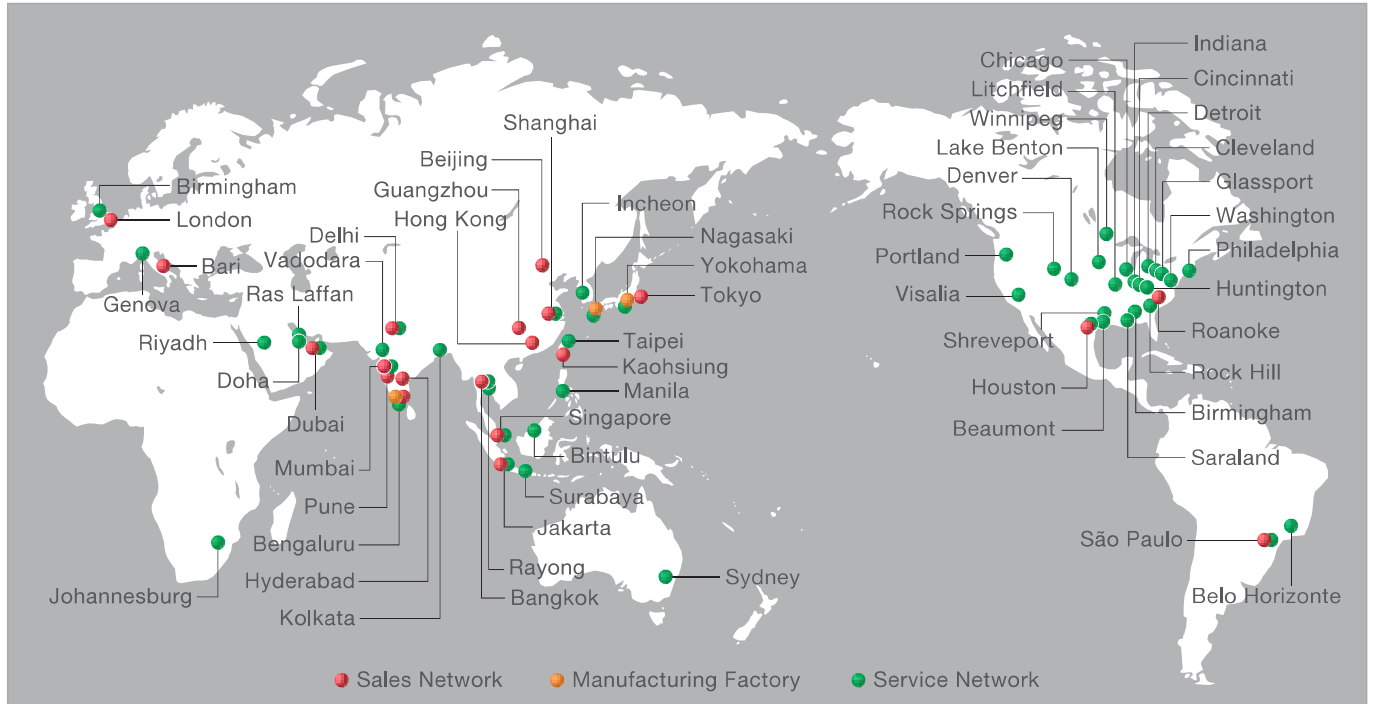 Indiana
Chicago
Cincinnati
Litchfield
Detroit
Winnipeg
Shanghai
Lake Benton
Cleveland
Beijing
Denver
Glassport
Birmingham
Guangzhou
Incheon
Rock Springs
Washington
London
Hong Kong
Delhi
Nagasaki
Portland
Philadelphia
Vadodara
Bari
Yokohama
Genova
Ras Laffan
Tokyo
Visalia
Huntington
Riyadh
Taipei
Shreveport
Roanoke
Doha
Kaohsiung
Houston
Rock Hill
Manila
Dubai
Singapore
Birmingham
Beaumont
Mumbai
Bintulu
Saraland
Pune
Surabaya
Jakarta
Bengaluru
São Paulo
Hyderabad
Rayong
Sydney
Johannesburg
Bangkok
Belo Horizonte
Kolkata
Sales Network
Manufacturing Factory
Service Network